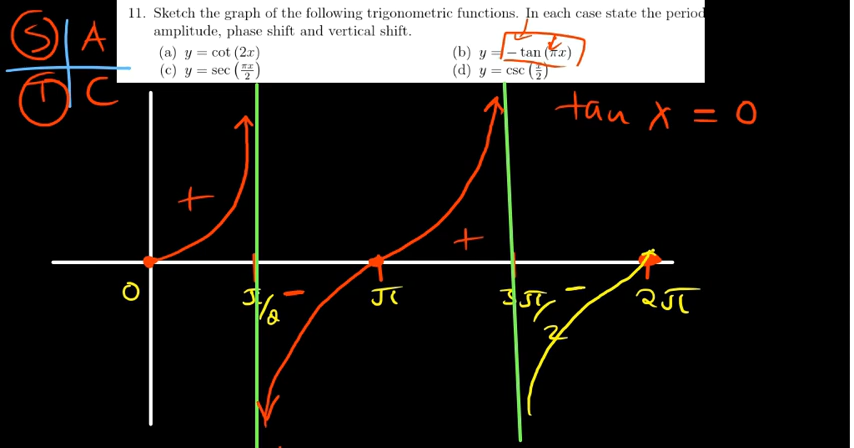 11. Sketch the graph of the following trigonometric functions. In each case state the period
amplitude, phase shift and vertical shift.
(a) y = cot (2x)
(b) y = − tan (πx)
(c) y = sec (πx/2)
(d) y = csc (x/2)
S A
T C
tan x = 0
+
+
0 π/2 − π 3π/2 − 2π